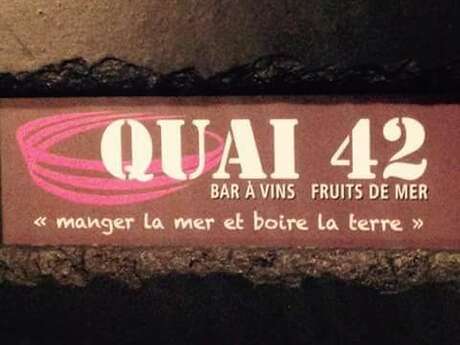 QUAI 42
BAR À VINS FRUITS DE MER
« manger la mer et boire la terre »